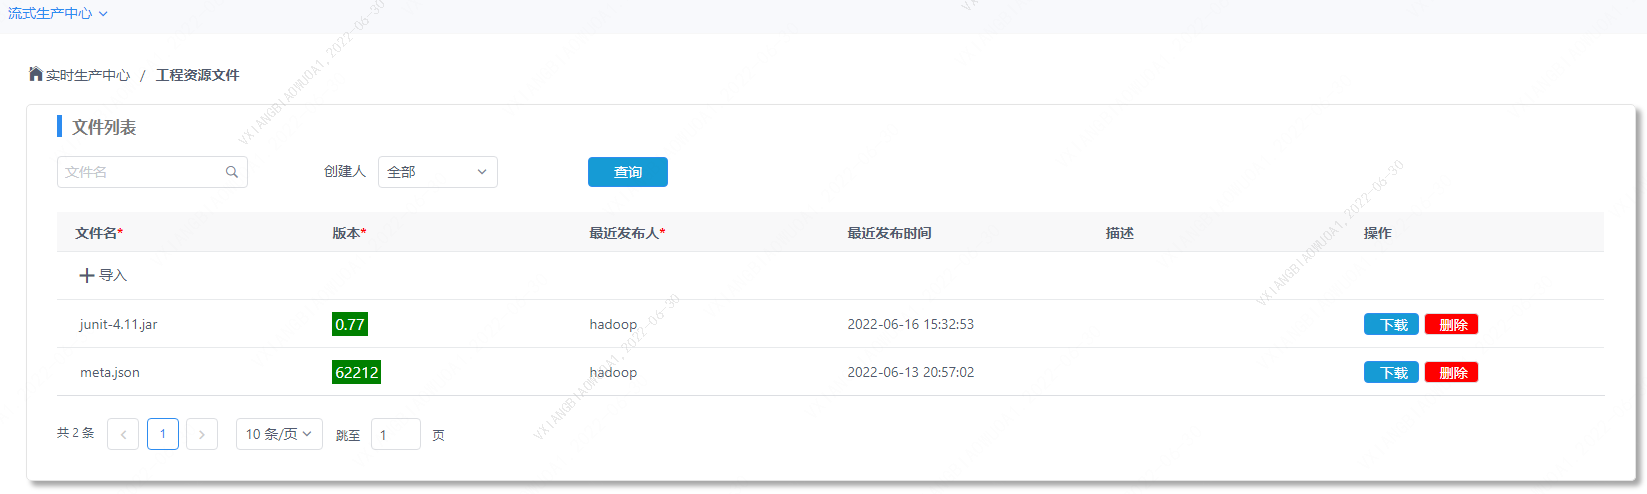 流式生产中心
实时生产中心 / 工程资源文件
文件列表
文件名 创建人 全部 查询
文件名* 版本* 最近发布人* 最近发布时间 描述 操作
导入
junit-4.11.jar 0.77 hadoop 2022-06-16 15:32:53 下载 删除
meta.json 62212 hadoop 2022-06-13 20:57:02 下载 删除
共 2 条 < 1 > 10 条/页 跳至 1 页